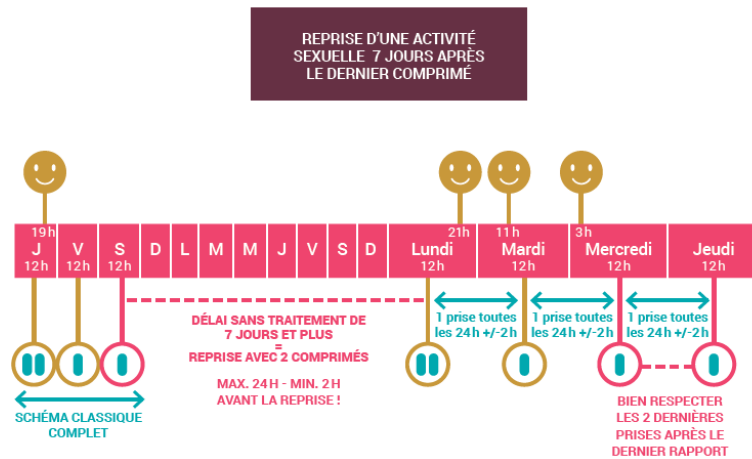 REPRISE D'UNE ACTIVITÉ
SEXUELLE 7 JOURS APRÈS
LE DERNIER COMPRIMÉ
19h 21h 11h 3h
J V S D L M M J V S D Lundi Mardi Mercredi Jeudi
12h 12h 12h 12h 12h 12h 12h
DÉLAI SANS TRAITEMENT DE
7 JOURS ET PLUS
=
REPRISE AVEC 2 COMPRIMÉS
MAX. 24H - MIN. 2H
AVANT LA REPRISE !
1 prise toutes
les 24h +/-2h
1 prise toutes
les 24h +/-2h
1 prise toutes
les 24h +/-2h
SCHÉMA CLASSIQUE
COMPLET
BIEN RESPECTER
LES 2 DERNIÈRES
PRISES APRÈS LE
DERNIER RAPPORT